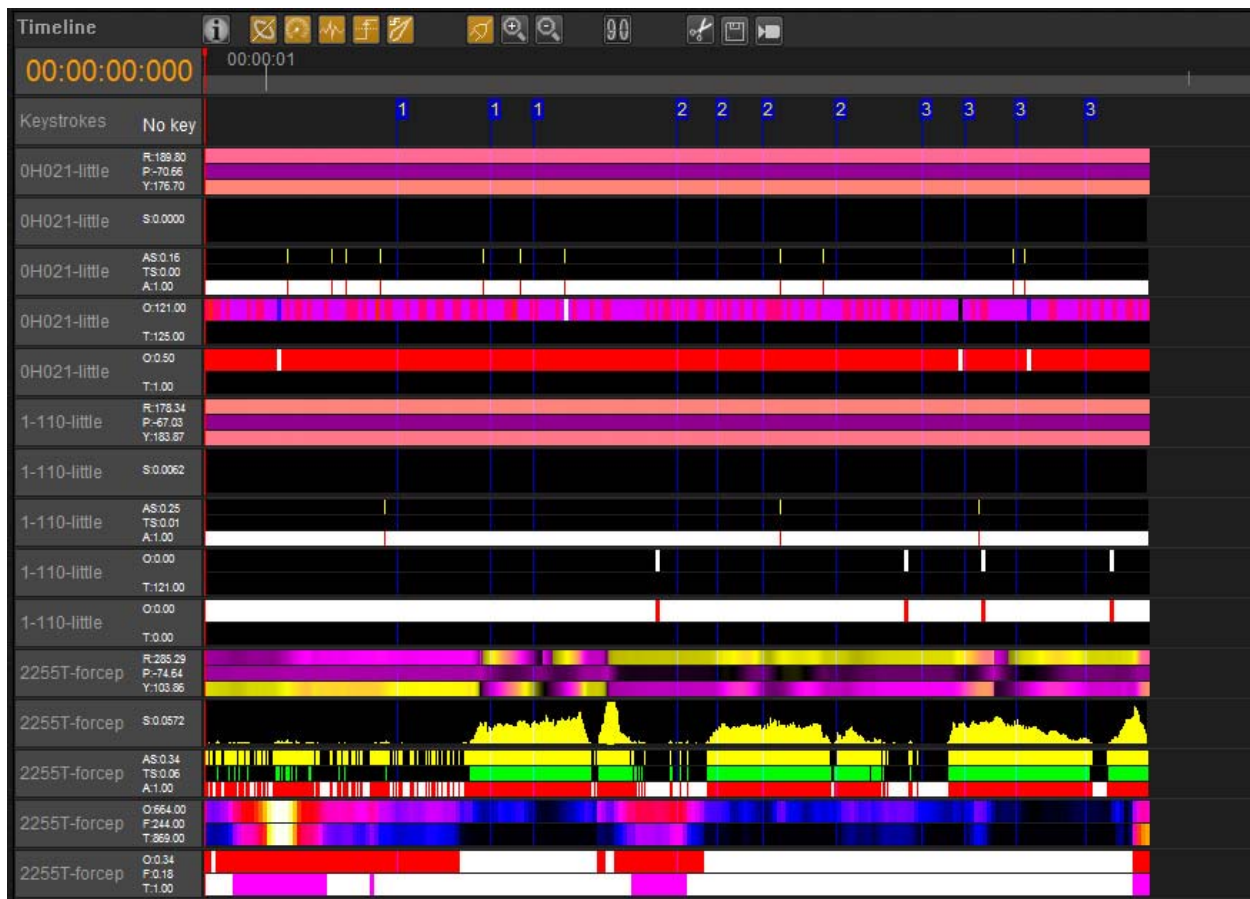 Timeline
00:00:00:000
00:00:01
Keystrokes No key 1 1 1 2 2 2 2 3 3 3 3
0H021-little R:189.80 P:-70.66 Y:176.70
0H021-little S:0.0000
0H021-little AS:0.16 TS:0.00 A:1.00
0H021-little O:121.00 T:125.00
0H021-little O:0.50 T:1.00
1-110-little R:178.34 P:-67.03 Y:183.87
1-110-little S:0.0062
1-110-little AS:0.25 TS:0.01 A:1.00
1-110-little O:0.00 T:121.00
1-110-little O:0.00 T:0.00
2255T-forcep R:285.29 P:-74.64 Y:103.86
2255T-forcep S:0.0572
2255T-forcep AS:0.34 TS:0.06 A:1.00
2255T-forcep O:664.00 F:244.00 T:869.00
2255T-forcep O:0.34 F:0.18 T:1.00